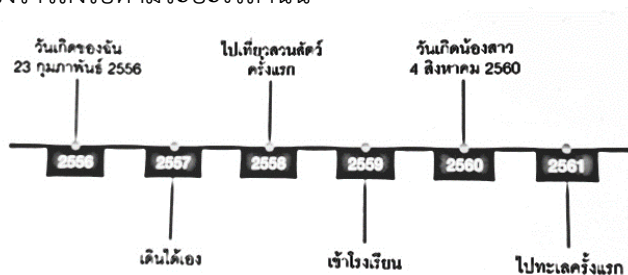 วันเกิดของฉัน
23 กุมภาพันธ์ 2556
ไปเที่ยวสวนสัตว์
ครั้งแรก
วันเกิดน้องสาว
4 สิงหาคม 2560
2556 2557 2558 2559 2560 2561
เดินได้เอง
เข้าโรงเรียน
ไปทะเลครั้งแรก